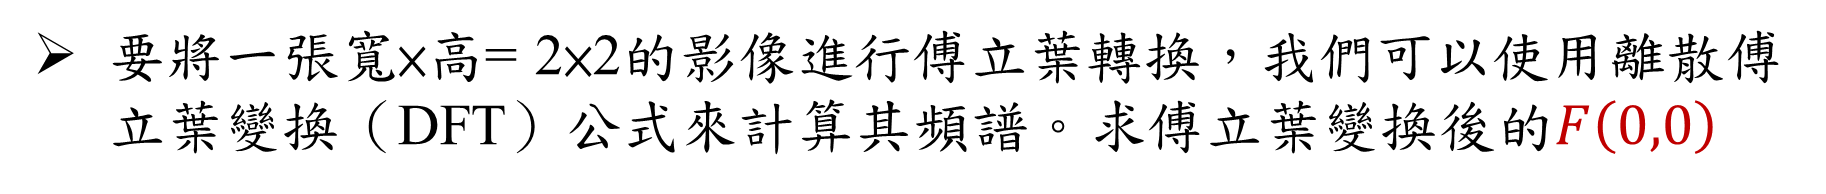 ➢ 要將一張寬×高= 2×2的影像進行傅立葉轉換，我們可以使用離散傅
立葉變換（DFT）公式來計算其頻譜。求傅立葉變換後的F(0,0)